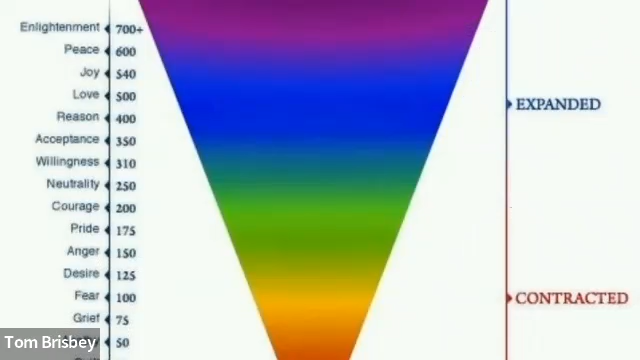 Enlightenment 700+
Peace 600
Joy 540
Love 500
Reason 400
EXPANDED
Acceptance 350
Willingness 310
Neutrality 250
Courage 200
Pride 175
Anger 150
Desire 125
Fear 100
CONTRACTED
Grief 75
50
Tom Brisbey